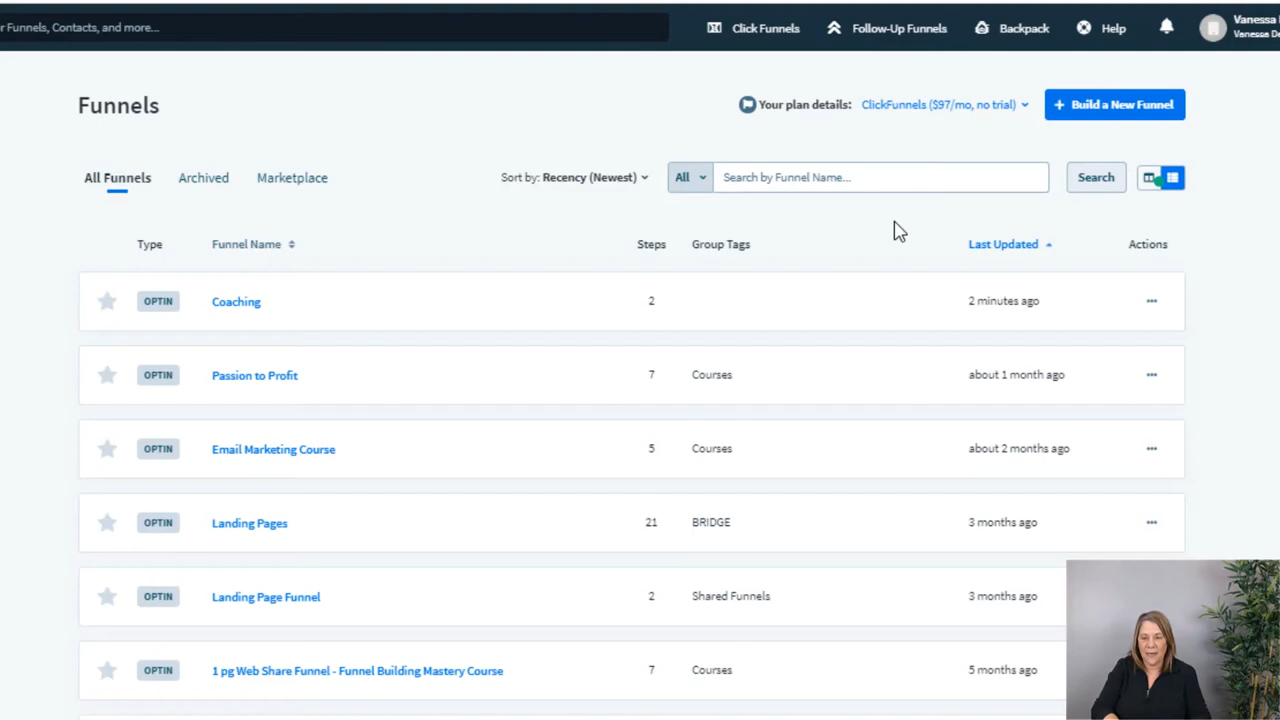 r Funnels, Contacts, and more...
Click Funnels
Follow-Up Funnels
Backpack
Help
Vanessa
Vanessa De
Funnels
Your plan details: ClickFunnels ($97/mo, no trial)
+ Build a New Funnel
All Funnels
Archived
Marketplace
Sort by: Recency (Newest)
All
Search by Funnel Name...
Search
Type
Funnel Name
Steps
Group Tags
Last Updated
Actions
OPTIN Coaching 2 2 minutes ago ...
OPTIN Passion to Profit 7 Courses about 1 month ago ...
OPTIN Email Marketing Course 5 Courses about 2 months ago ...
OPTIN Landing Pages 21 BRIDGE 3 months ago ...
OPTIN Landing Page Funnel 2 Shared Funnels 3 months ago
OPTIN 1 pg Web Share Funnel - Funnel Building Mastery Course 7 Courses 5 months ago